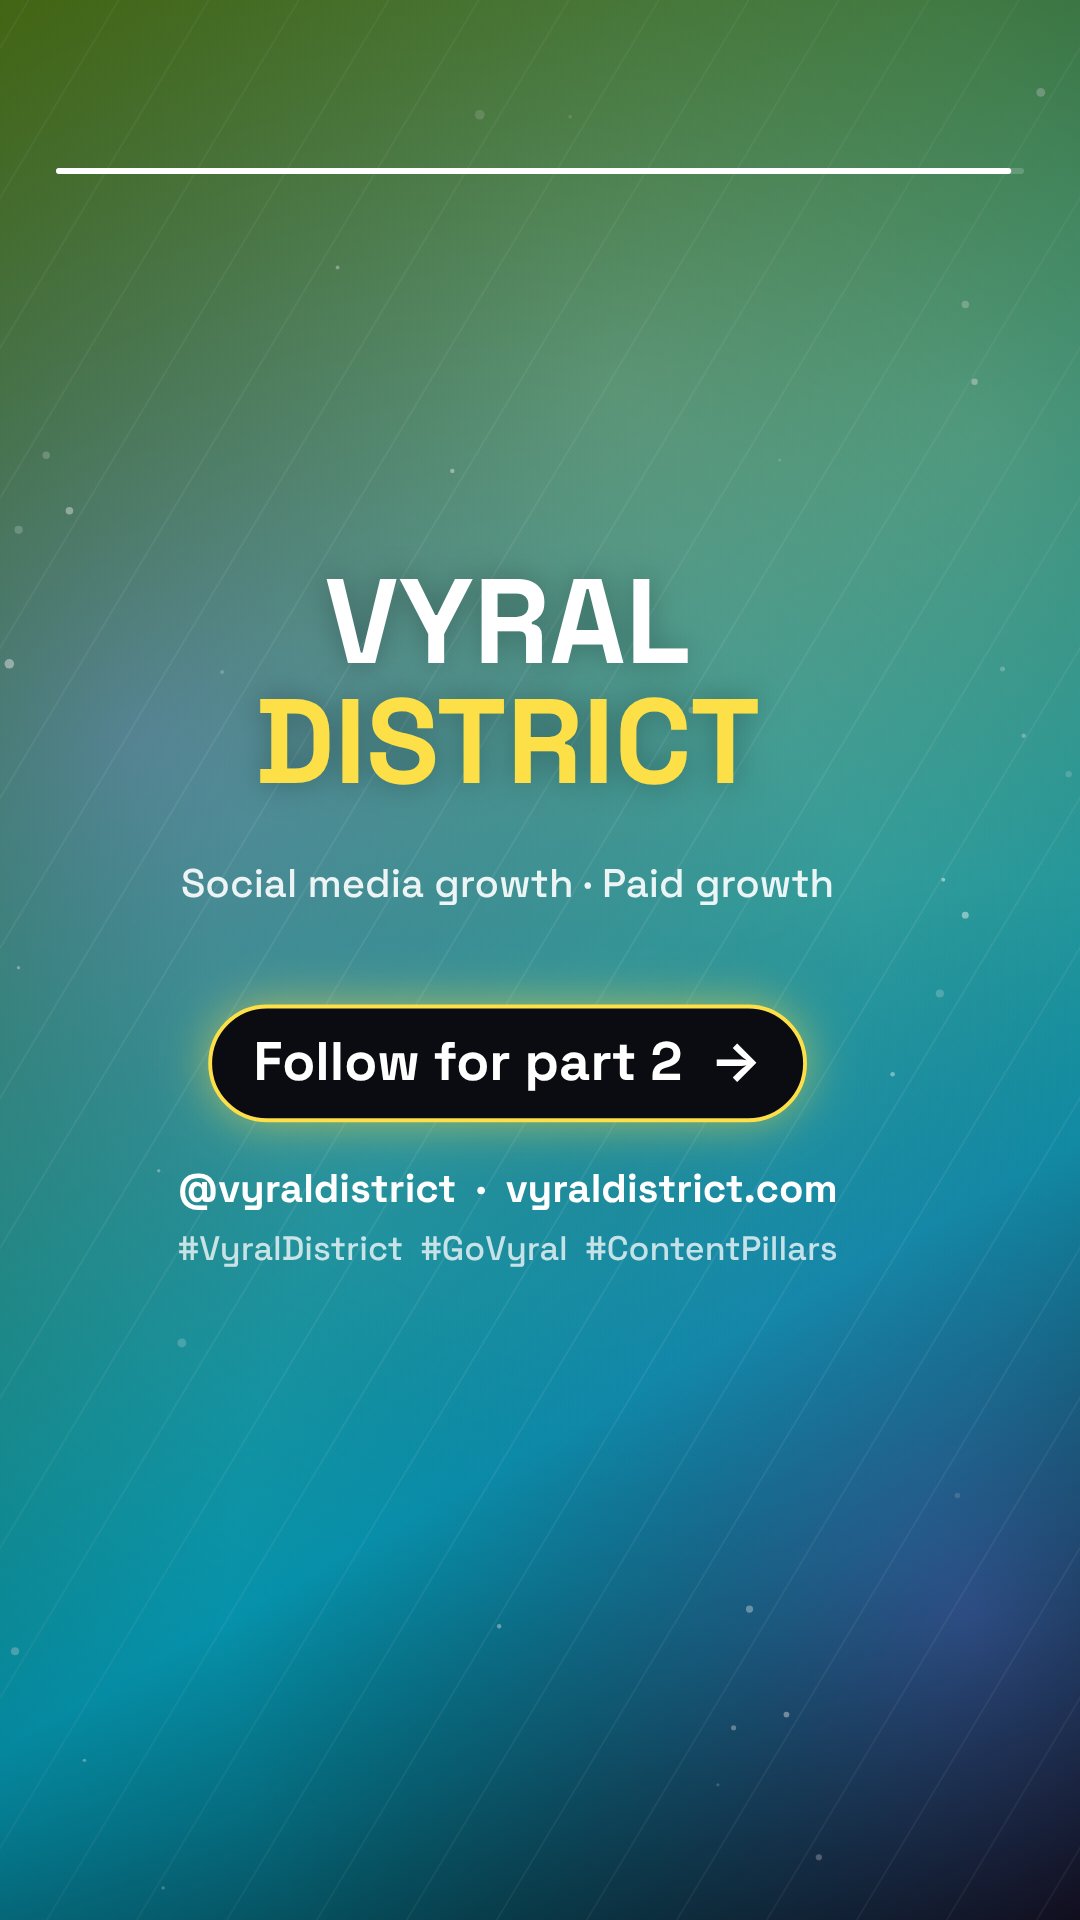 VYRAL
DISTRICT
Social media growth · Paid growth
Follow for part 2 →
@vyraldistrict · vyraldistrict.com
#VyralDistrict #GoVyral #ContentPillars